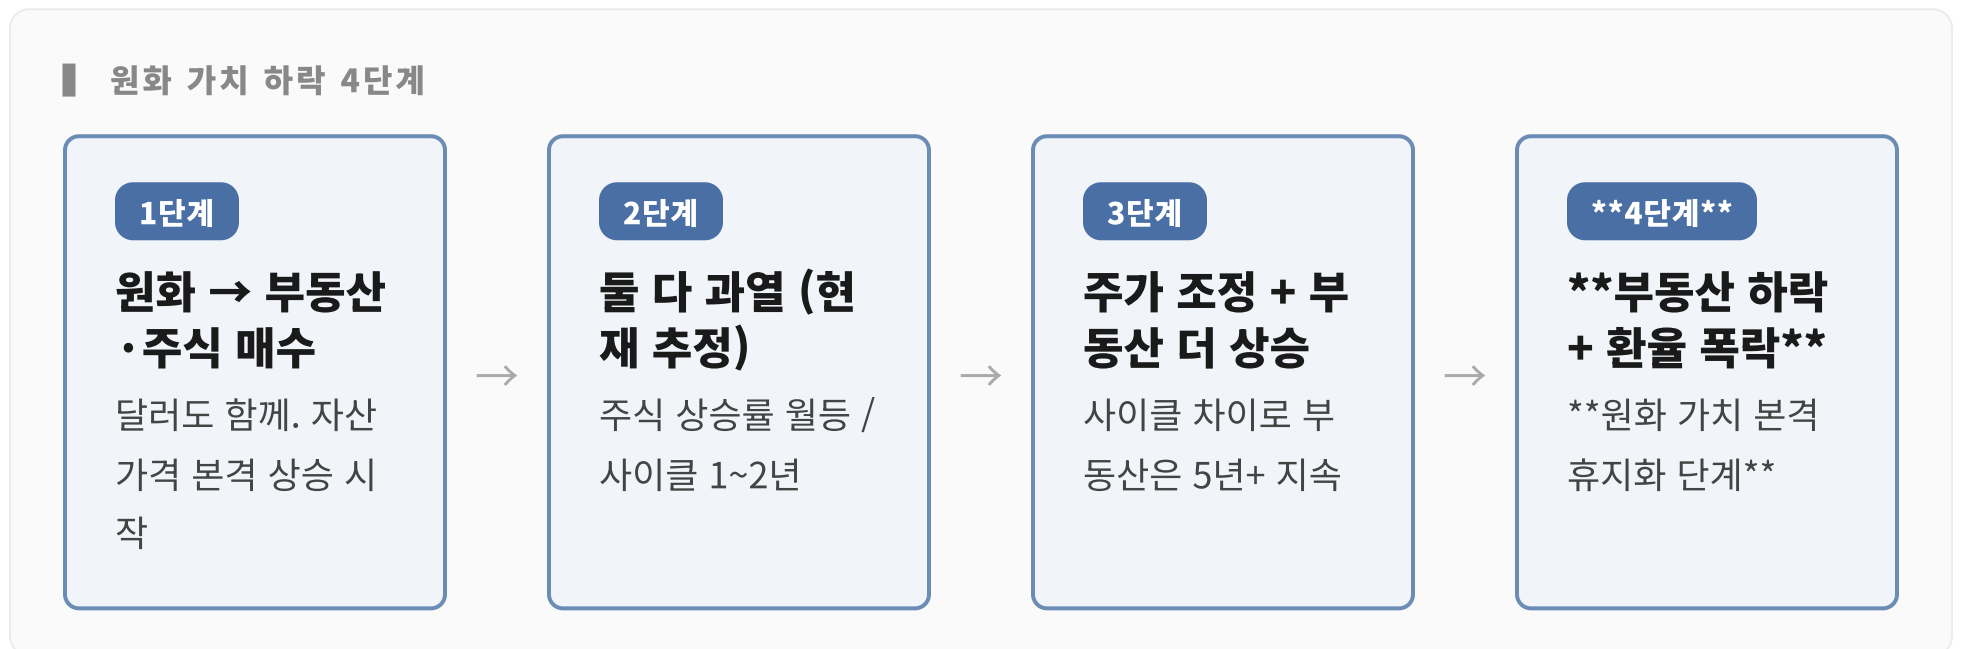 원화 가치 하락 4단계
1단계
원화 → 부동산
·주식 매수
달러도 함께. 자산
가격 본격 상승 시
작
→
2단계
둘 다 과열 (현
재 추정)
주식 상승률 월등 /
사이클 1~2년
→
3단계
주가 조정 + 부
동산 더 상승
사이클 차이로 부
동산은 5년+ 지속
→
**4단계**
**부동산 하락
+ 환율 폭락**
**원화 가치 본격
휴지화 단계**